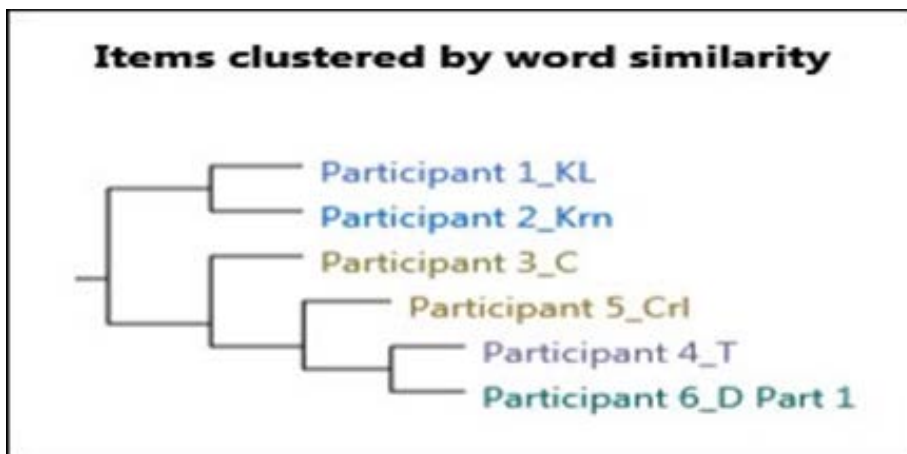 Items clustered by word similarity
Participant 1_KL
Participant 2_Krn
Participant 3_C
Participant 5_Crl
Participant 4_T
Participant 6_D Part 1